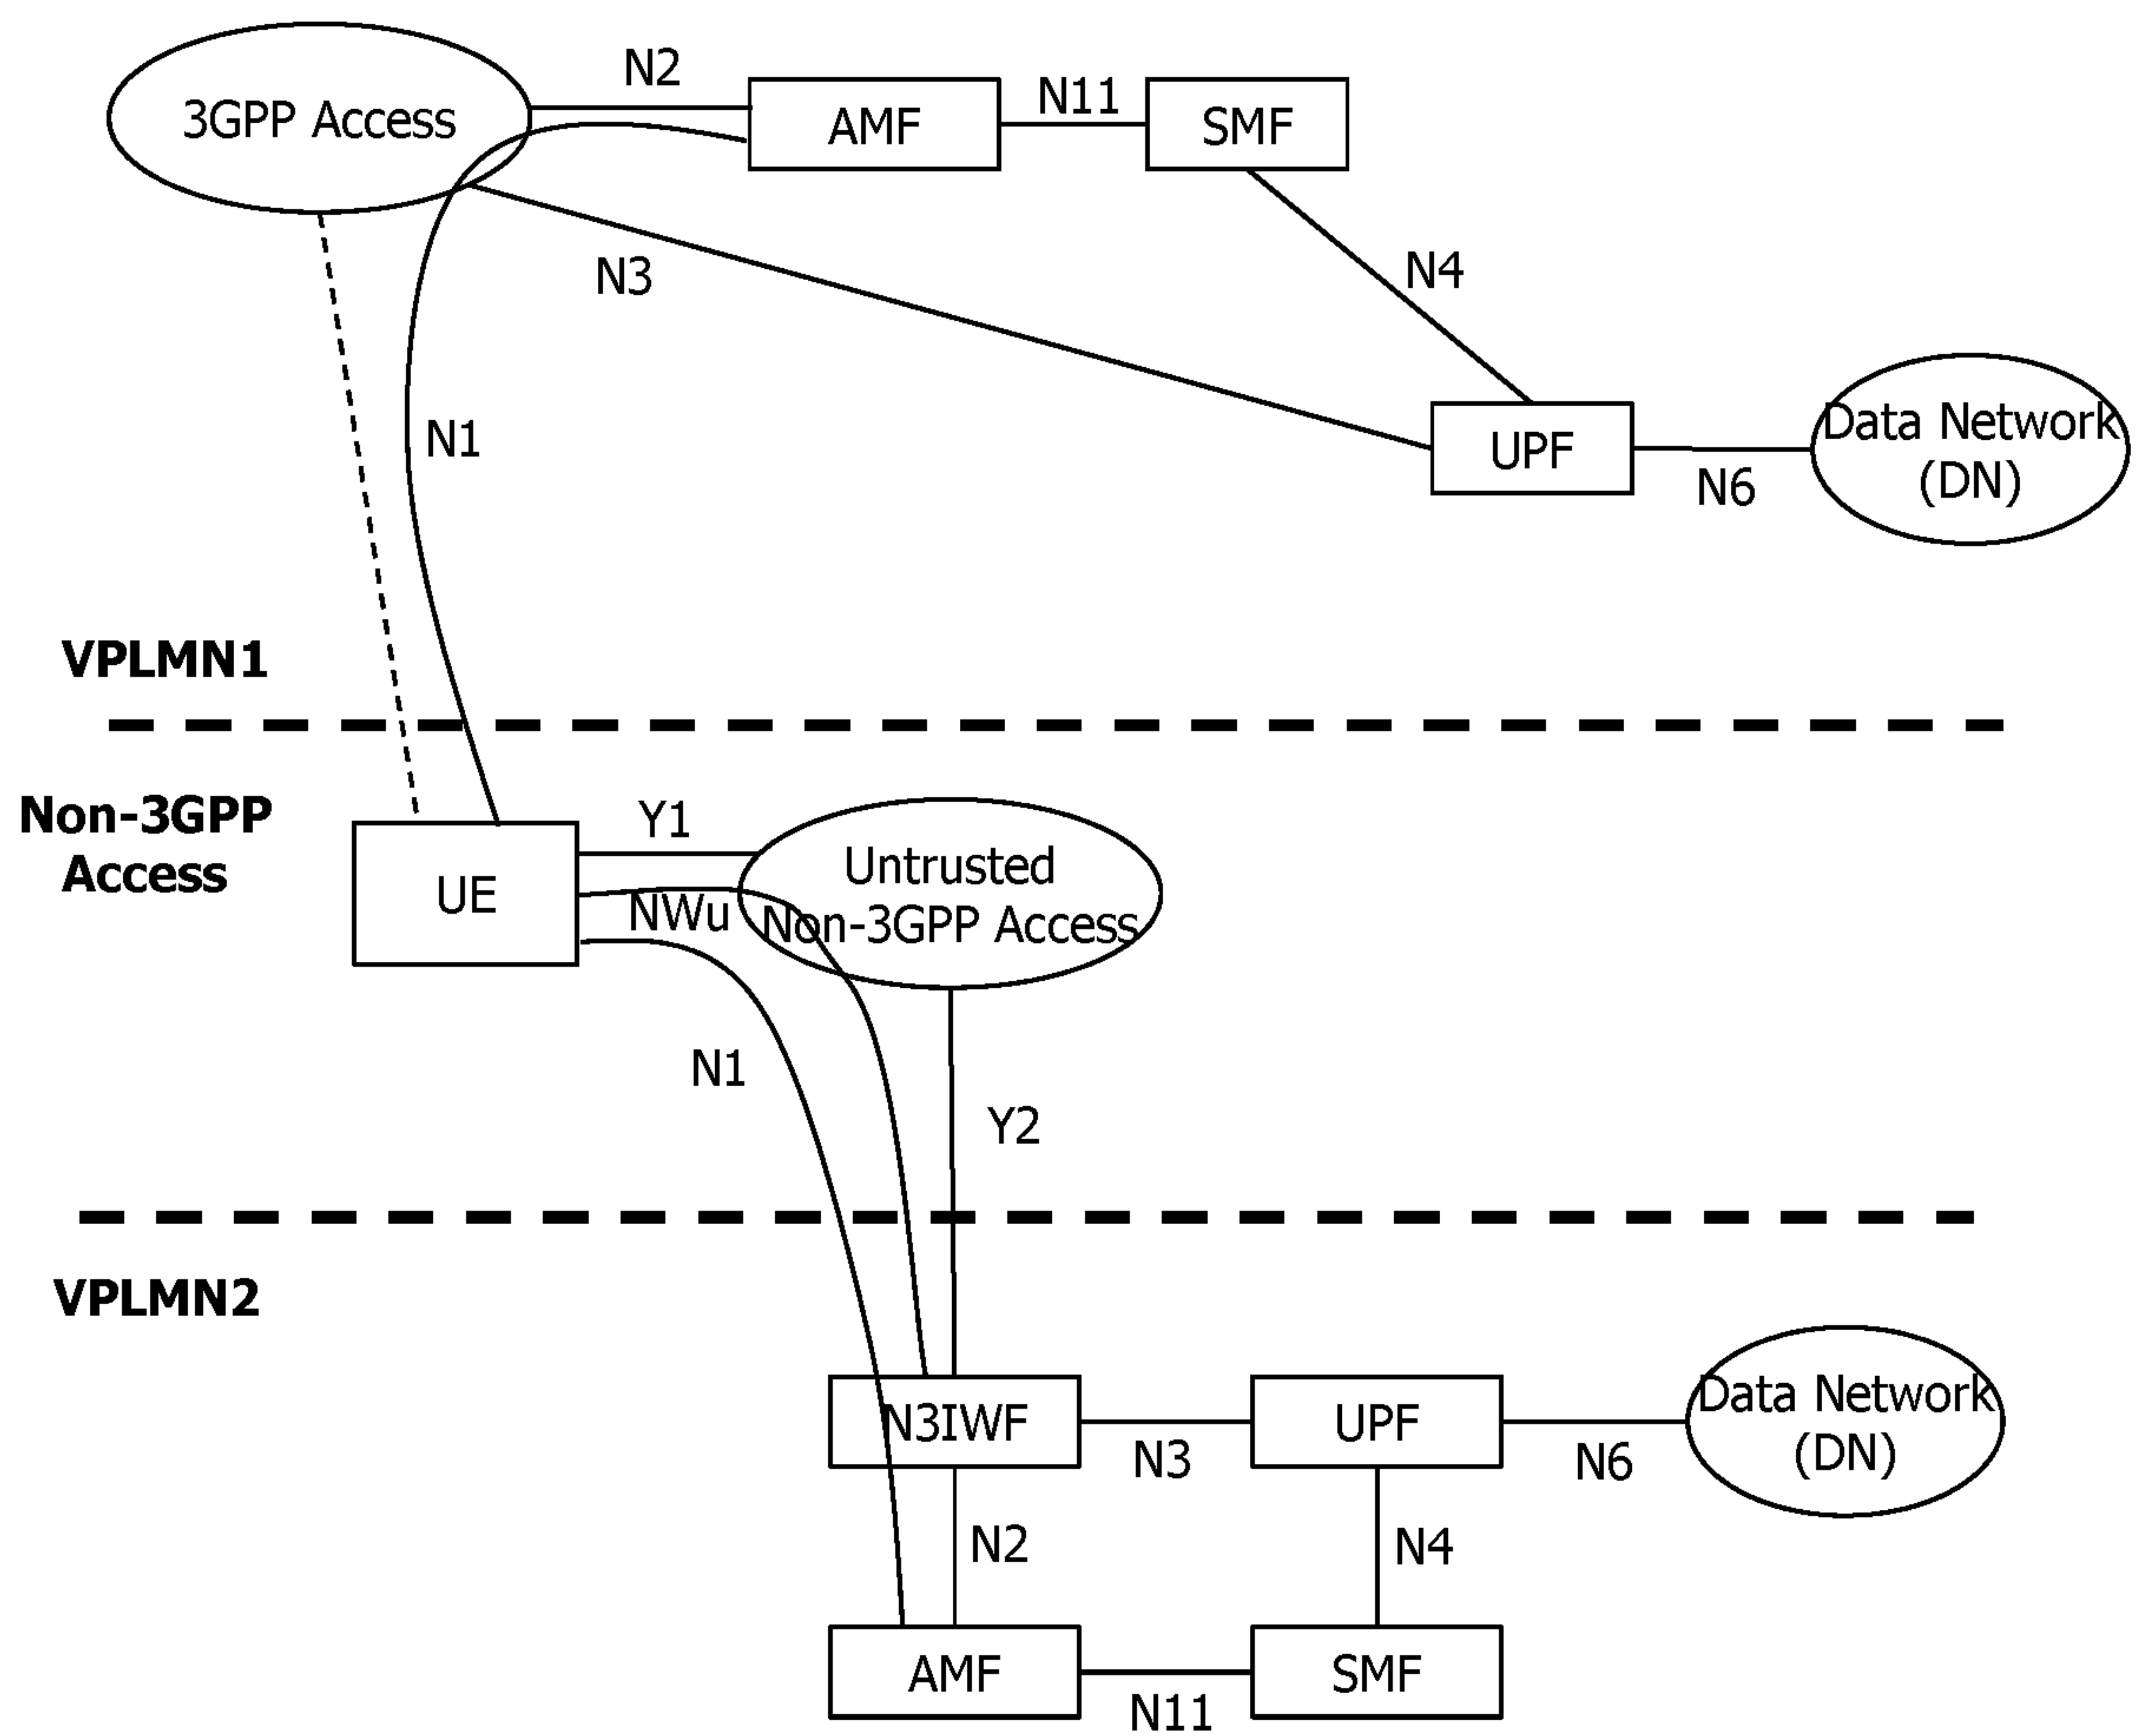 N2
3GPP Access
AMF
N11
SMF
N3
N4
N1
UPF
Data Network
(DN)
N6
VPLMN1
Non-3GPP
Access
UE
Y1
NWu
Untrusted
Non-3GPP Access
N1
Y2
VPLMN2
N3IWF
N3
UPF
N6
Data Network
(DN)
N2
N4
AMF
N11
SMF